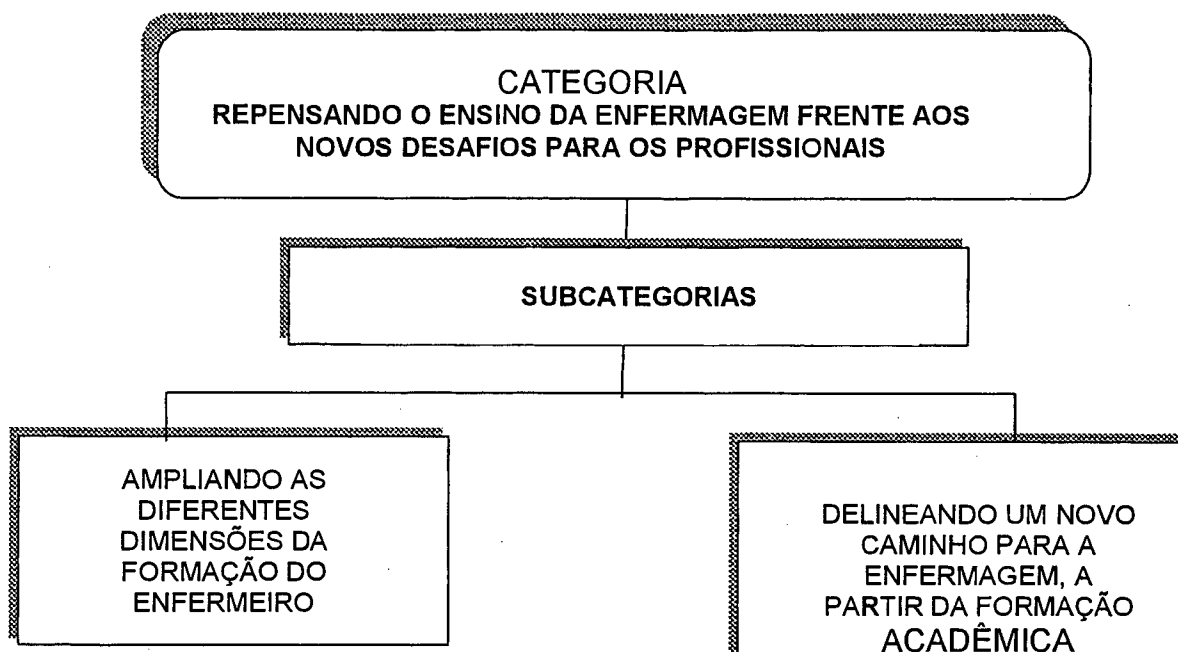 CATEGORIA
REPENSANDO O ENSINO DA ENFERMAGEM FRENTE AOS
NOVOS DESAFIOS PARA OS PROFISSIONAIS
SUBCATEGORIAS
AMPLIANDO AS
DIFERENTES
DIMENSÕES DA
FORMAÇÃO DO
ENFERMEIRO
DELINEANDO UM NOVO
CAMINHO PARA A
ENFERMAGEM, A
PARTIR DA FORMAÇÃO
ACADÊMICA